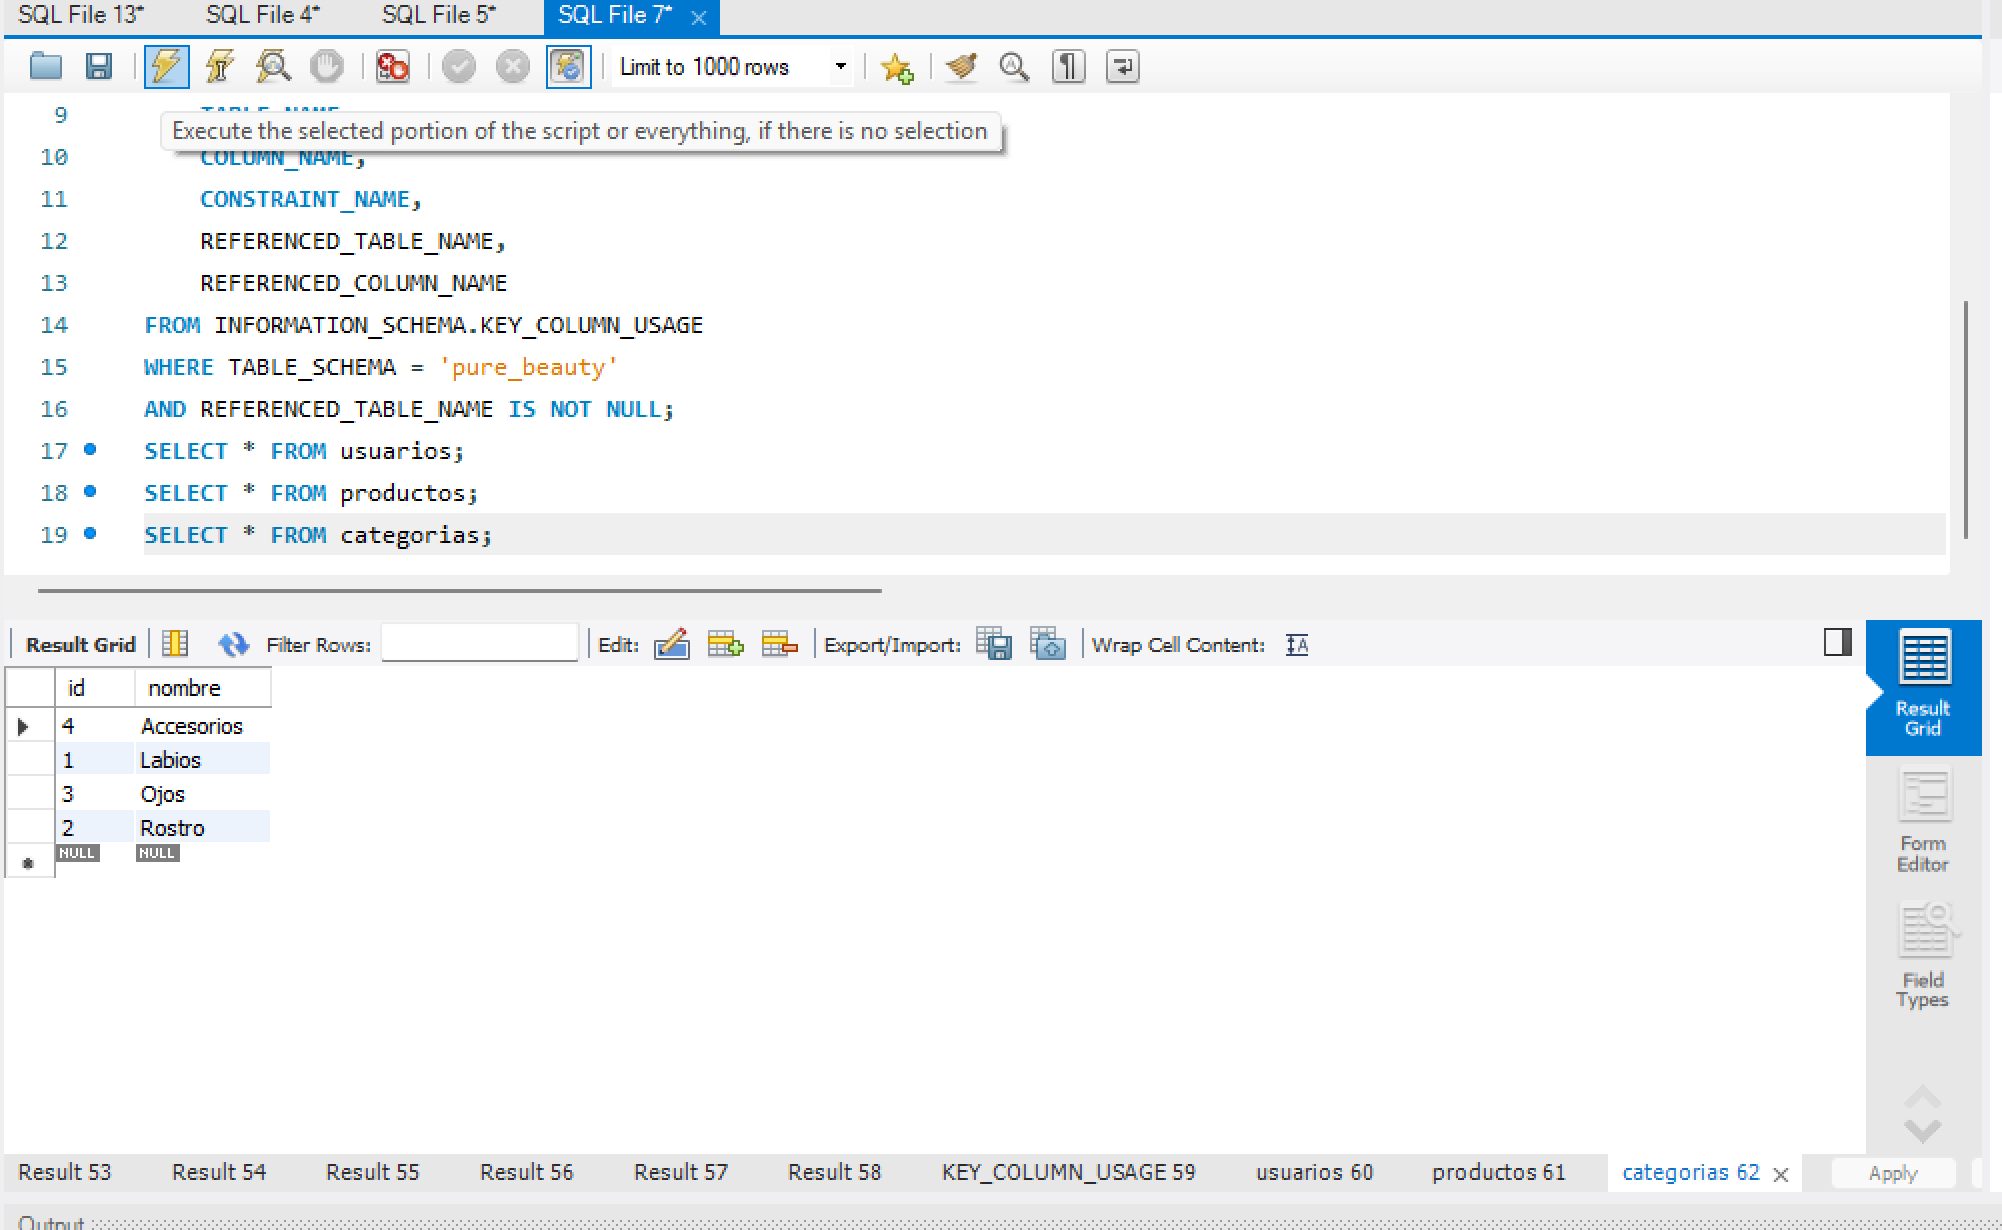 SQL File 13* SQL File 4* SQL File 5* SQL File 7*
Limit to 1000 rows
9 TABLE_NAME
Execute the selected portion of the script or everything, if there is no selection
10 COLUMN_NAME,
11 CONSTRAINT_NAME,
12 REFERENCED_TABLE_NAME,
13 REFERENCED_COLUMN_NAME
14 FROM INFORMATION_SCHEMA.KEY_COLUMN_USAGE
15 WHERE TABLE_SCHEMA = 'pure_beauty'
16 AND REFERENCED_TABLE_NAME IS NOT NULL;
17 SELECT * FROM usuarios;
18 SELECT * FROM productos;
19 SELECT * FROM categorias;
Result Grid Filter Rows: Edit: Export/Import: Wrap Cell Content:
id nombre
4 Accesorios
1 Labios
3 Ojos
2 Rostro
NULL NULL
Result
Grid
Form
Editor
Field
Types
Result 53 Result 54 Result 55 Result 56 Result 57 Result 58 KEY_COLUMN_USAGE 59 usuarios 60 productos 61 categorias 62 Apply
Output